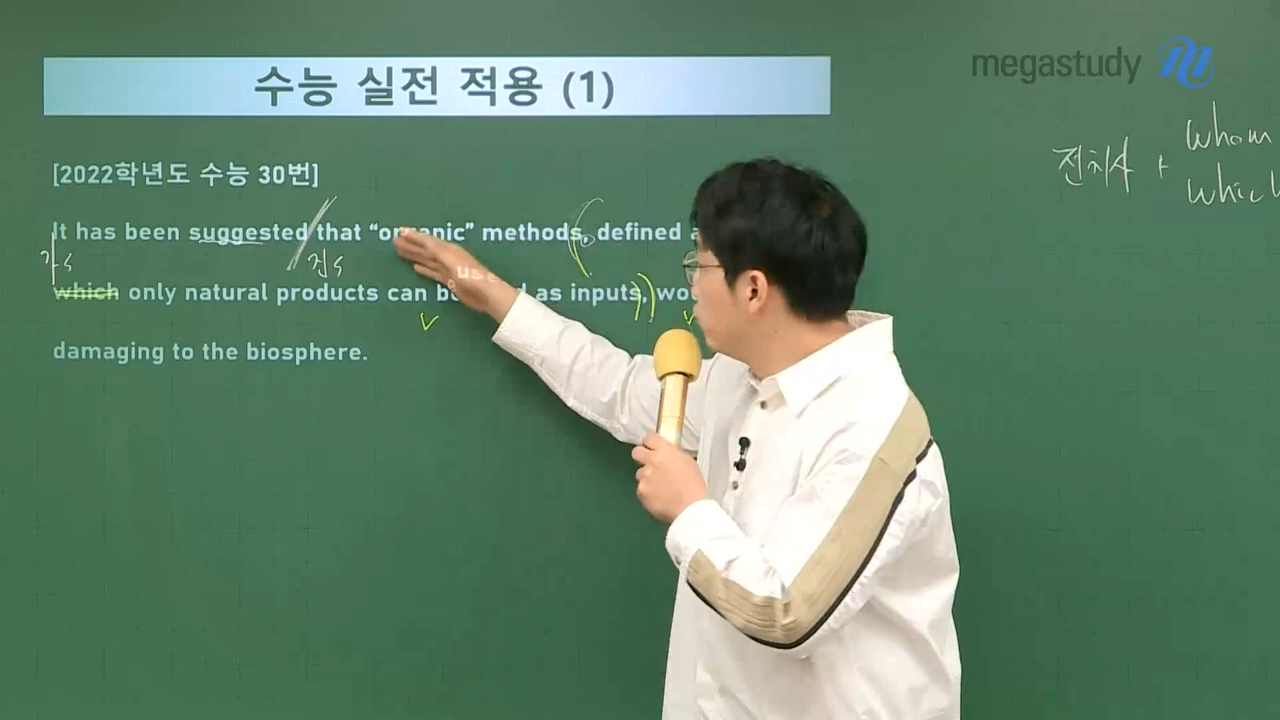 수능 실전 적용 (1)
megastudy
전치사 + whom
which
[2022학년도 수능 30번]
It has been suggested that “organic” methods, defined
가S
진S
which only natural products can be used as inputs,
damaging to the biosphere.